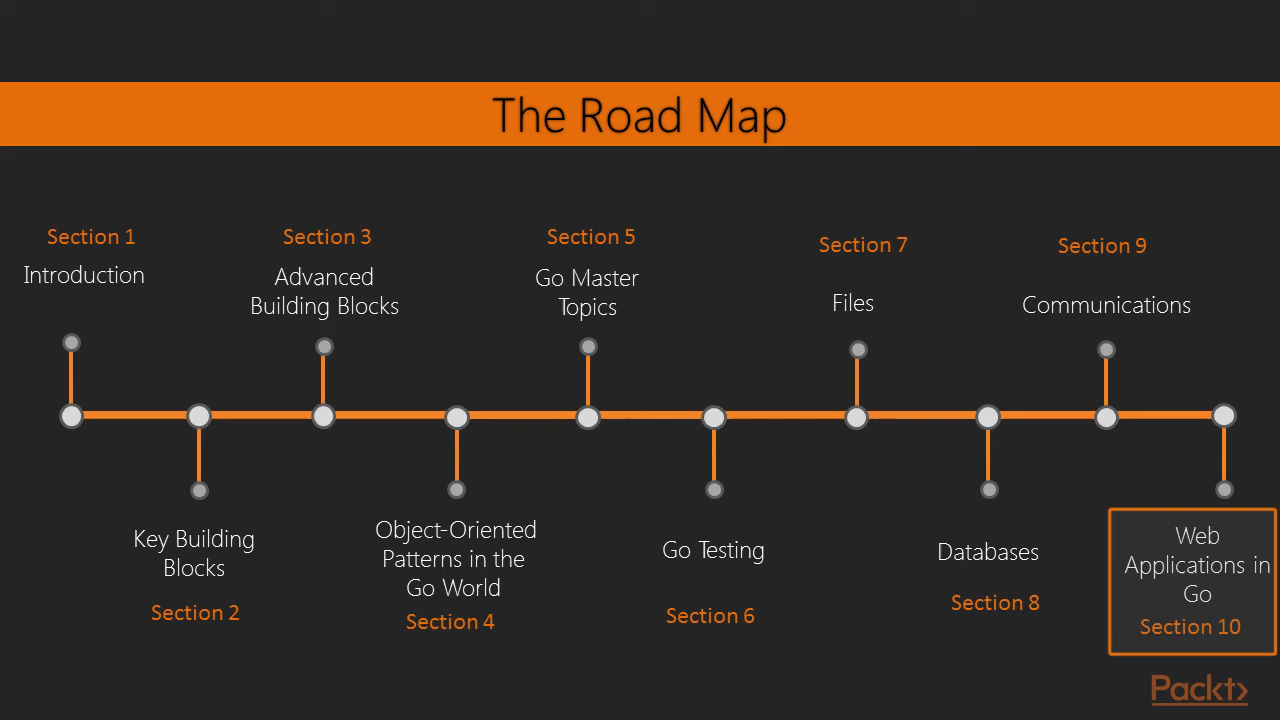 The Road Map
Section 1
Introduction
Key Building
Blocks
Section 2
Section 3
Advanced
Building Blocks
Object-Oriented
Patterns in the
Go World
Section 4
Section 5
Go Master
Topics
Go Testing
Section 6
Section 7
Files
Databases
Section 8
Section 9
Communications
Web
Applications in
Go
Section 10
Packt